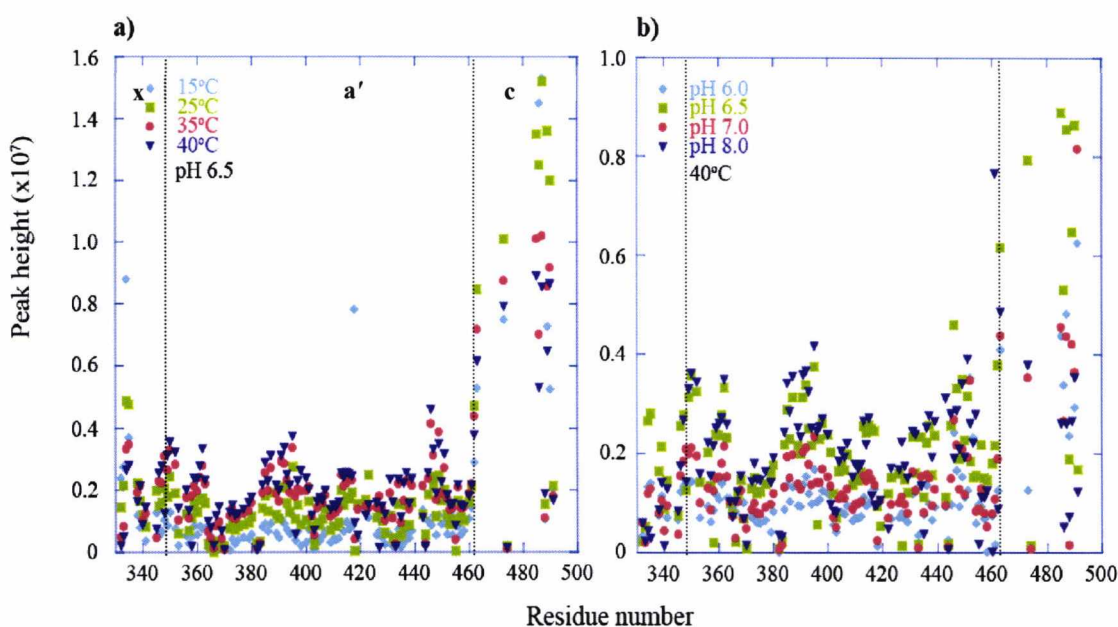 a)
b)
1.6
1.4
1.2
1.0
0.8
0.6
0.4
0.2
0
x
15°C
25°C
35°C
40°C
pH 6.5
a′
c
340 360 380 400 420 440 460 480 500
1.0
0.8
0.6
0.4
0.2
0
pH 6.0
pH 6.5
pH 7.0
pH 8.0
40°C
340 360 380 400 420 440 460 480 500
Peak height (x10⁷)
Residue number